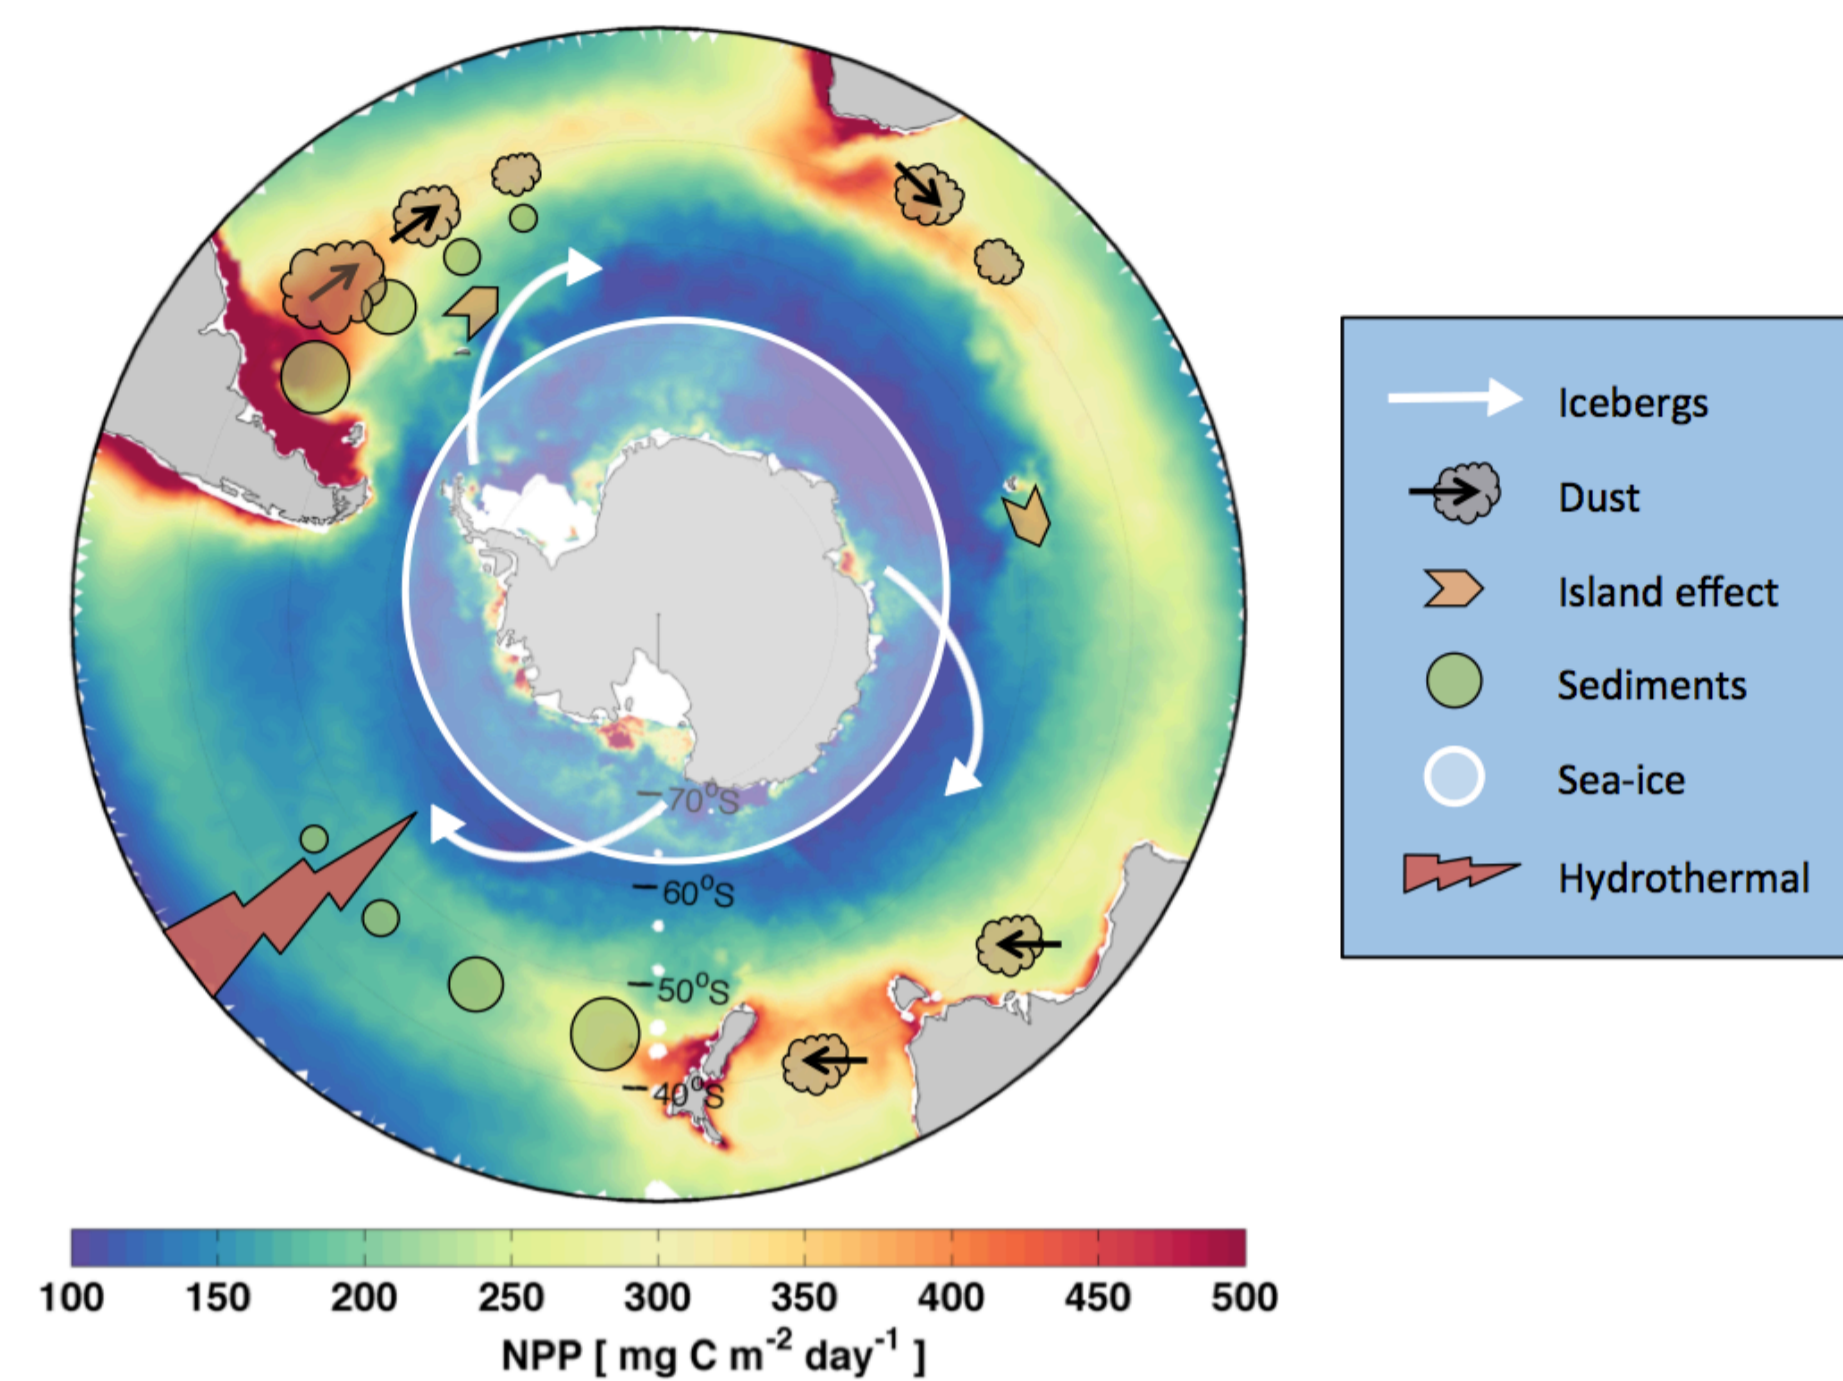 −70°S
−60°S
−50°S
−40°S
Icebergs
Dust
Island effect
Sediments
Sea-ice
Hydrothermal
100 150 200 250 300 350 400 450 500
NPP [ mg C m⁻² day⁻¹ ]